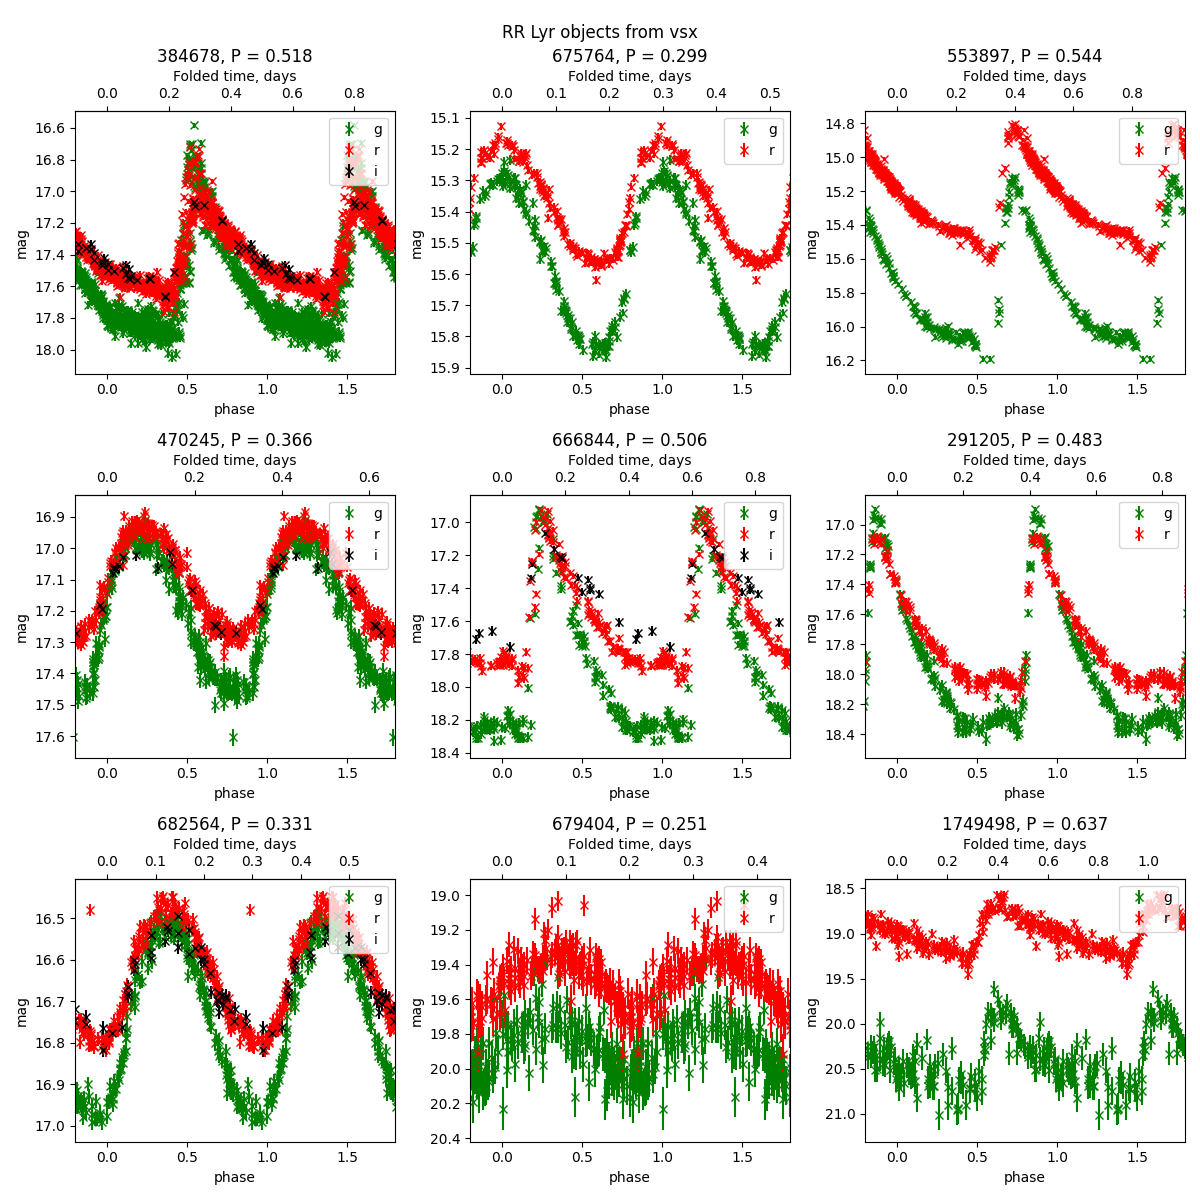 RR Lyr objects from vsx
384678, P = 0.518
Folded time, days
0.0 0.2 0.4 0.6 0.8
16.6
16.8
17.0
17.2
17.4
17.6
17.8
18.0
mag
g
r
i
0.0 0.5 1.0 1.5
phase
675764, P = 0.299
Folded time, days
0.0 0.1 0.2 0.3 0.4 0.5
15.1
15.2
15.3
15.4
15.5
15.6
15.7
15.8
15.9
mag
g
r
0.0 0.5 1.0 1.5
phase
553897, P = 0.544
Folded time, days
0.0 0.2 0.4 0.6 0.8
14.8
15.0
15.2
15.4
15.6
15.8
16.0
16.2
mag
g
r
0.0 0.5 1.0 1.5
phase
470245, P = 0.366
Folded time, days
0.0 0.2 0.4 0.6
16.9
17.0
17.1
17.2
17.3
17.4
17.5
17.6
mag
g
r
i
0.0 0.5 1.0 1.5
phase
666844, P = 0.506
Folded time, days
0.0 0.2 0.4 0.6 0.8
17.0
17.2
17.4
17.6
17.8
18.0
18.2
18.4
mag
g
r
i
0.0 0.5 1.0 1.5
phase
291205, P = 0.483
Folded time, days
0.0 0.2 0.4 0.6 0.8
17.0
17.2
17.4
17.6
17.8
18.0
18.2
18.4
mag
g
r
0.0 0.5 1.0 1.5
phase
682564, P = 0.331
Folded time, days
0.0 0.1 0.2 0.3 0.4 0.5
16.5
16.6
16.7
16.8
16.9
17.0
mag
g
r
i
0.0 0.5 1.0 1.5
phase
679404, P = 0.251
Folded time, days
0.0 0.1 0.2 0.3 0.4
19.0
19.2
19.4
19.6
19.8
20.0
20.2
20.4
mag
g
r
0.0 0.5 1.0 1.5
phase
1749498, P = 0.637
Folded time, days
0.0 0.2 0.4 0.6 0.8 1.0
18.5
19.0
19.5
20.0
20.5
21.0
mag
g
r
0.0 0.5 1.0 1.5
phase